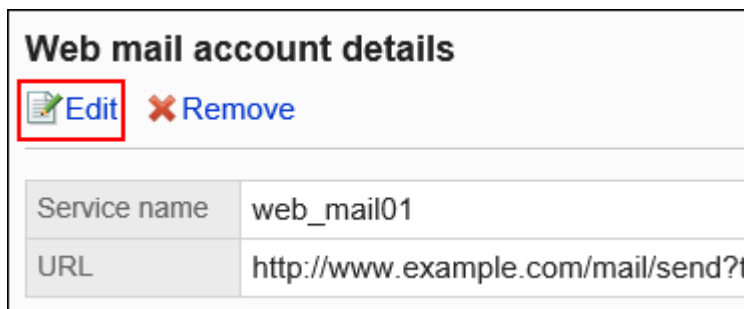 Web mail account details
Edit Remove
Service name web_mail01
URL http://www.example.com/mail/send?t